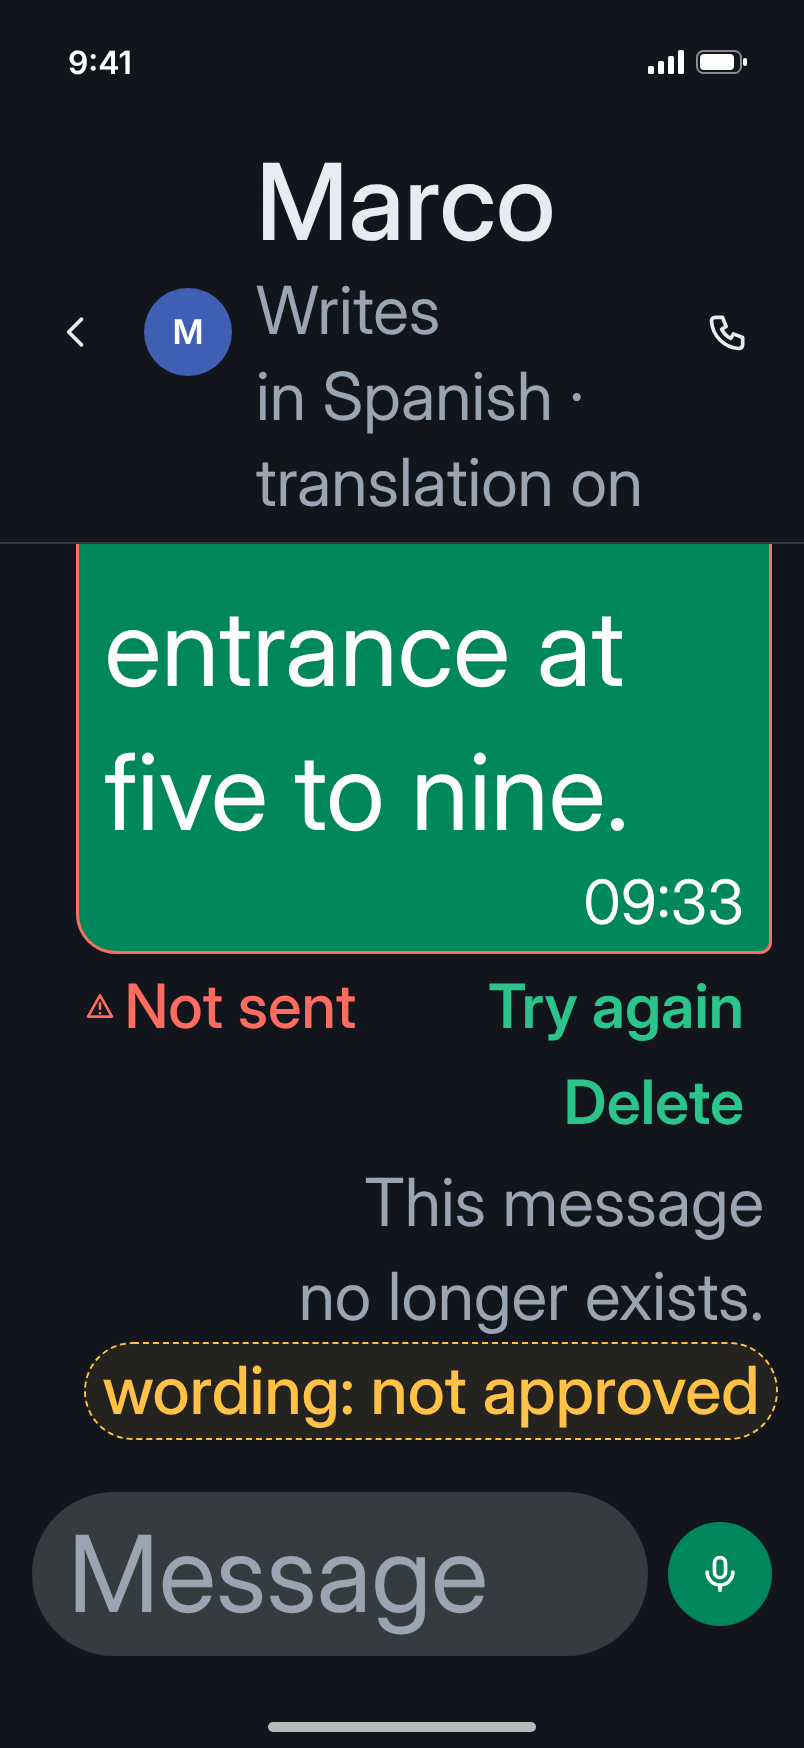 9:41
Marco
M
Writes
in Spanish ·
translation on
entrance at
five to nine.
09:33
Not sent
Try again
Delete
This message
no longer exists.
wording: not approved
Message